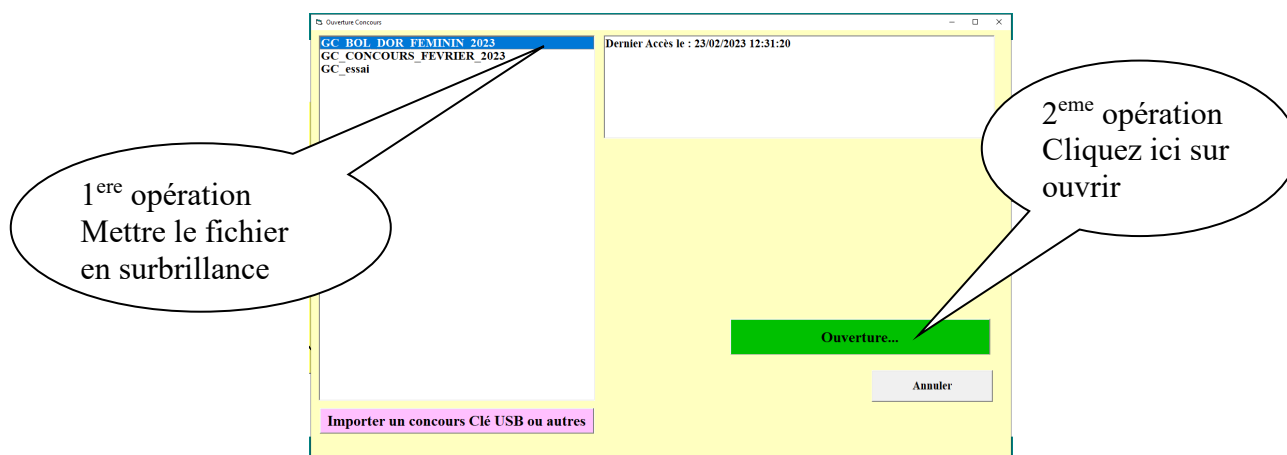 Ouverture Concours
GC_BOL_DOR_FEMININ_2023
GC_CONCOURS_FEVRIER_2023
GC_essai
Dernier Accès le : 23/02/2023 12:31:20
1ere opération
Mettre le fichier
en surbrillance
2eme opération
Cliquez ici sur
ouvrir
Ouverture...
Annuler
Importer un concours Clé USB ou autres